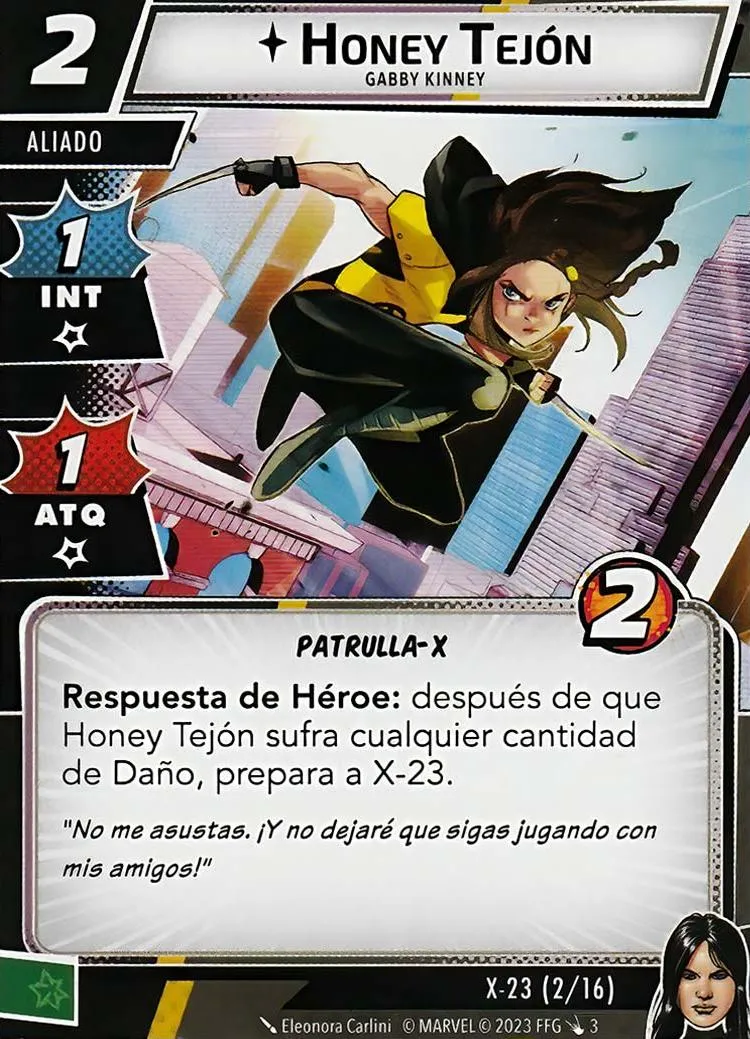 2
HONEY TEJÓN
GABBY KINNEY
ALIADO
1
INT
1
ATQ
2
PATRULLA-X
Respuesta de Héroe: después de que
Honey Tejón sufra cualquier cantidad
de Daño, prepara a X-23.
"No me asustas. ¡Y no dejaré que sigas jugando con
mis amigos!"
X-23 (2/16)
Eleonora Carlini © MARVEL © 2023 FFG 3